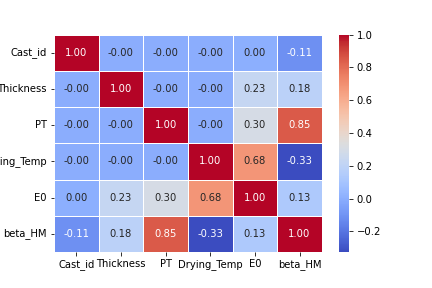 1.0
Cast_id 1.00 -0.00 -0.00 -0.00 0.00 -0.11
0.8
Thickness -0.00 1.00 -0.00 -0.00 0.23 0.18
0.6
PT -0.00 -0.00 1.00 -0.00 0.30 0.85
0.4
ing_Temp -0.00 -0.00 -0.00 1.00 0.68 -0.33
0.2
E0 0.00 0.23 0.30 0.68 1.00 0.13
0.0
beta_HM -0.11 0.18 0.85 -0.33 0.13 1.00
-0.2
Cast_id Thickness PT Drying_Temp E0 beta_HM